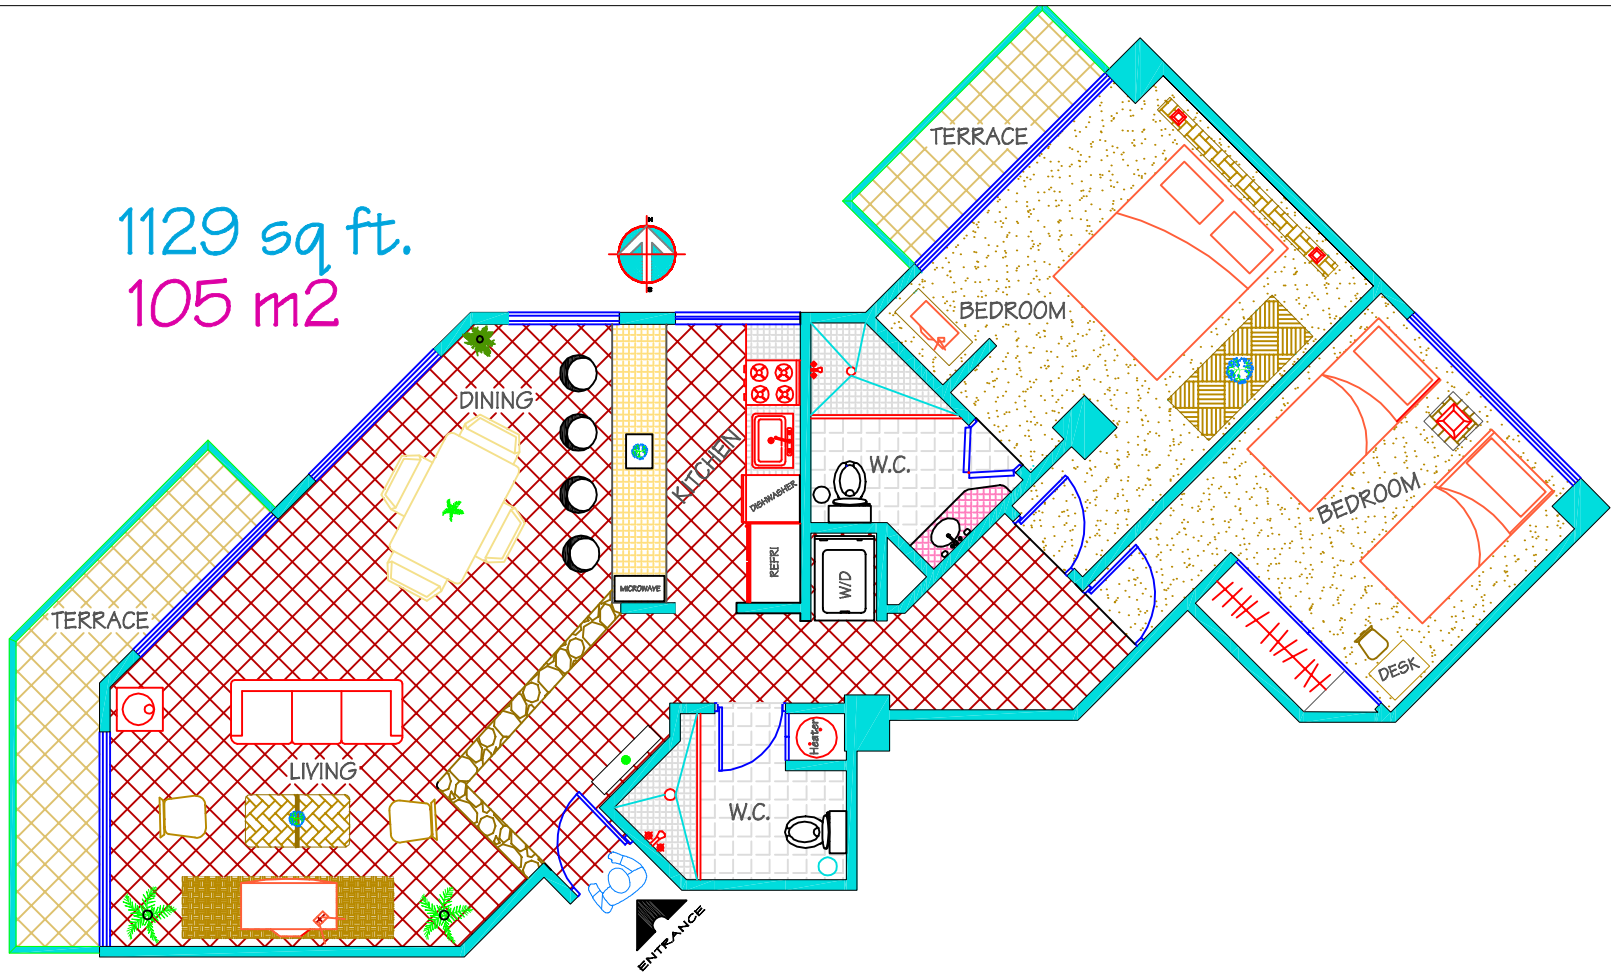 TERRACE
1129 sq ft.
105 m2
BEDROOM
DINING
KITCHEN
W.C.
DISHWASHER
BEDROOM
REFRI
W/D
MICROWAVE
TERRACE
DESK
Heater
LIVING
W.C.
ENTRANCE